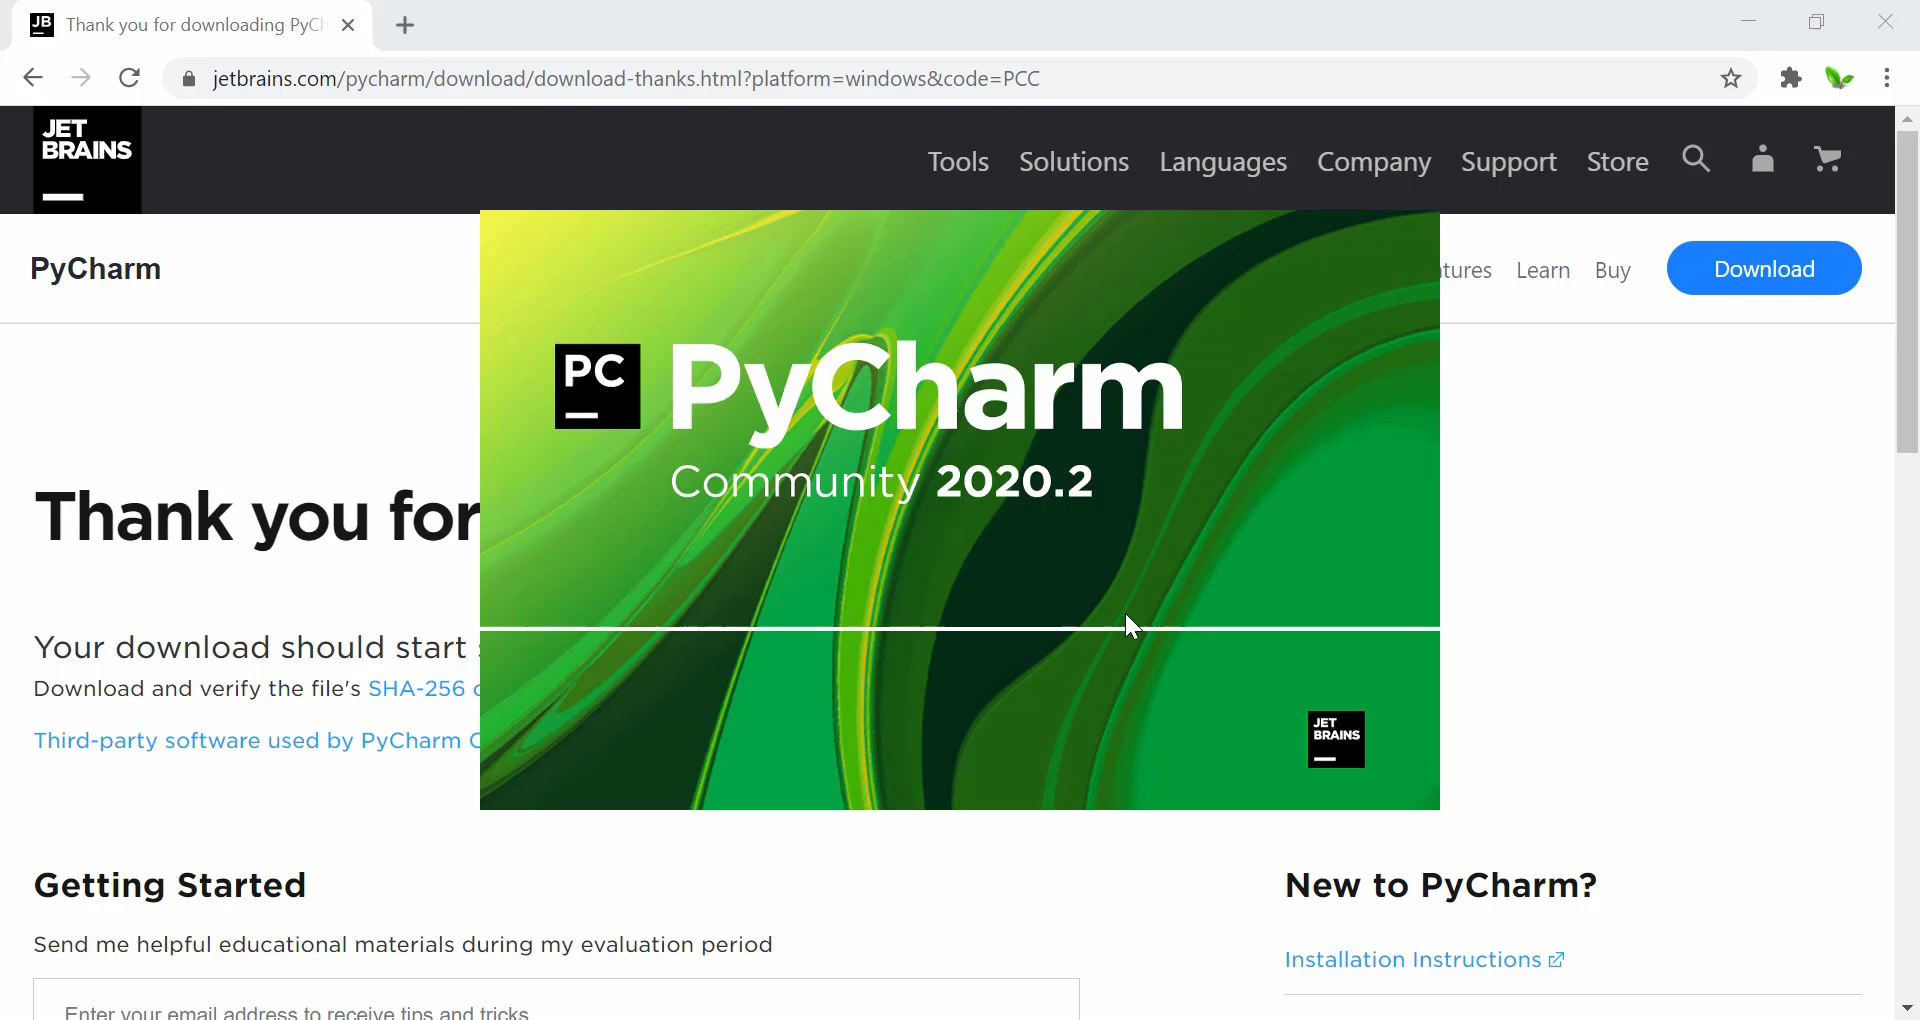 JB Thank you for downloading PyCh
jetbrains.com/pycharm/download/download-thanks.html?platform=windows&code=PCC
JET
BRAINS
Tools Solutions Languages Company Support Store
PyCharm
tures Learn Buy Download
PC PyCharm
Community 2020.2
JET
BRAINS
Thank you for
Your download should start
Download and verify the file's SHA-256 c
Third-party software used by PyCharm C
Getting Started
Send me helpful educational materials during my evaluation period
Enter your email address to receive tips and tricks
New to PyCharm?
Installation Instructions